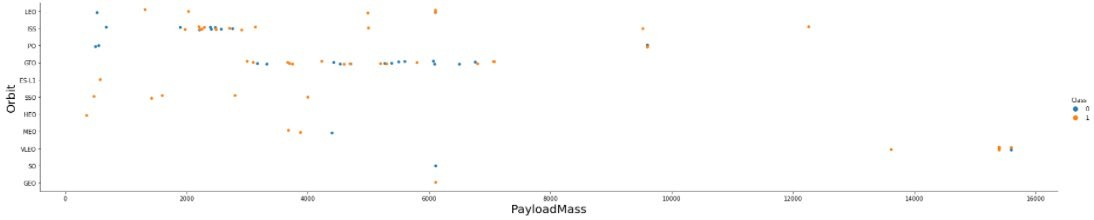 LEO
ISS
PO
GTO
ES-L1
SSO
HEO
MEO
VLEO
SO
GEO
Orbit
0 2000 4000 6000 8000 10000 12000 14000 16000
PayloadMass
Class
0
1